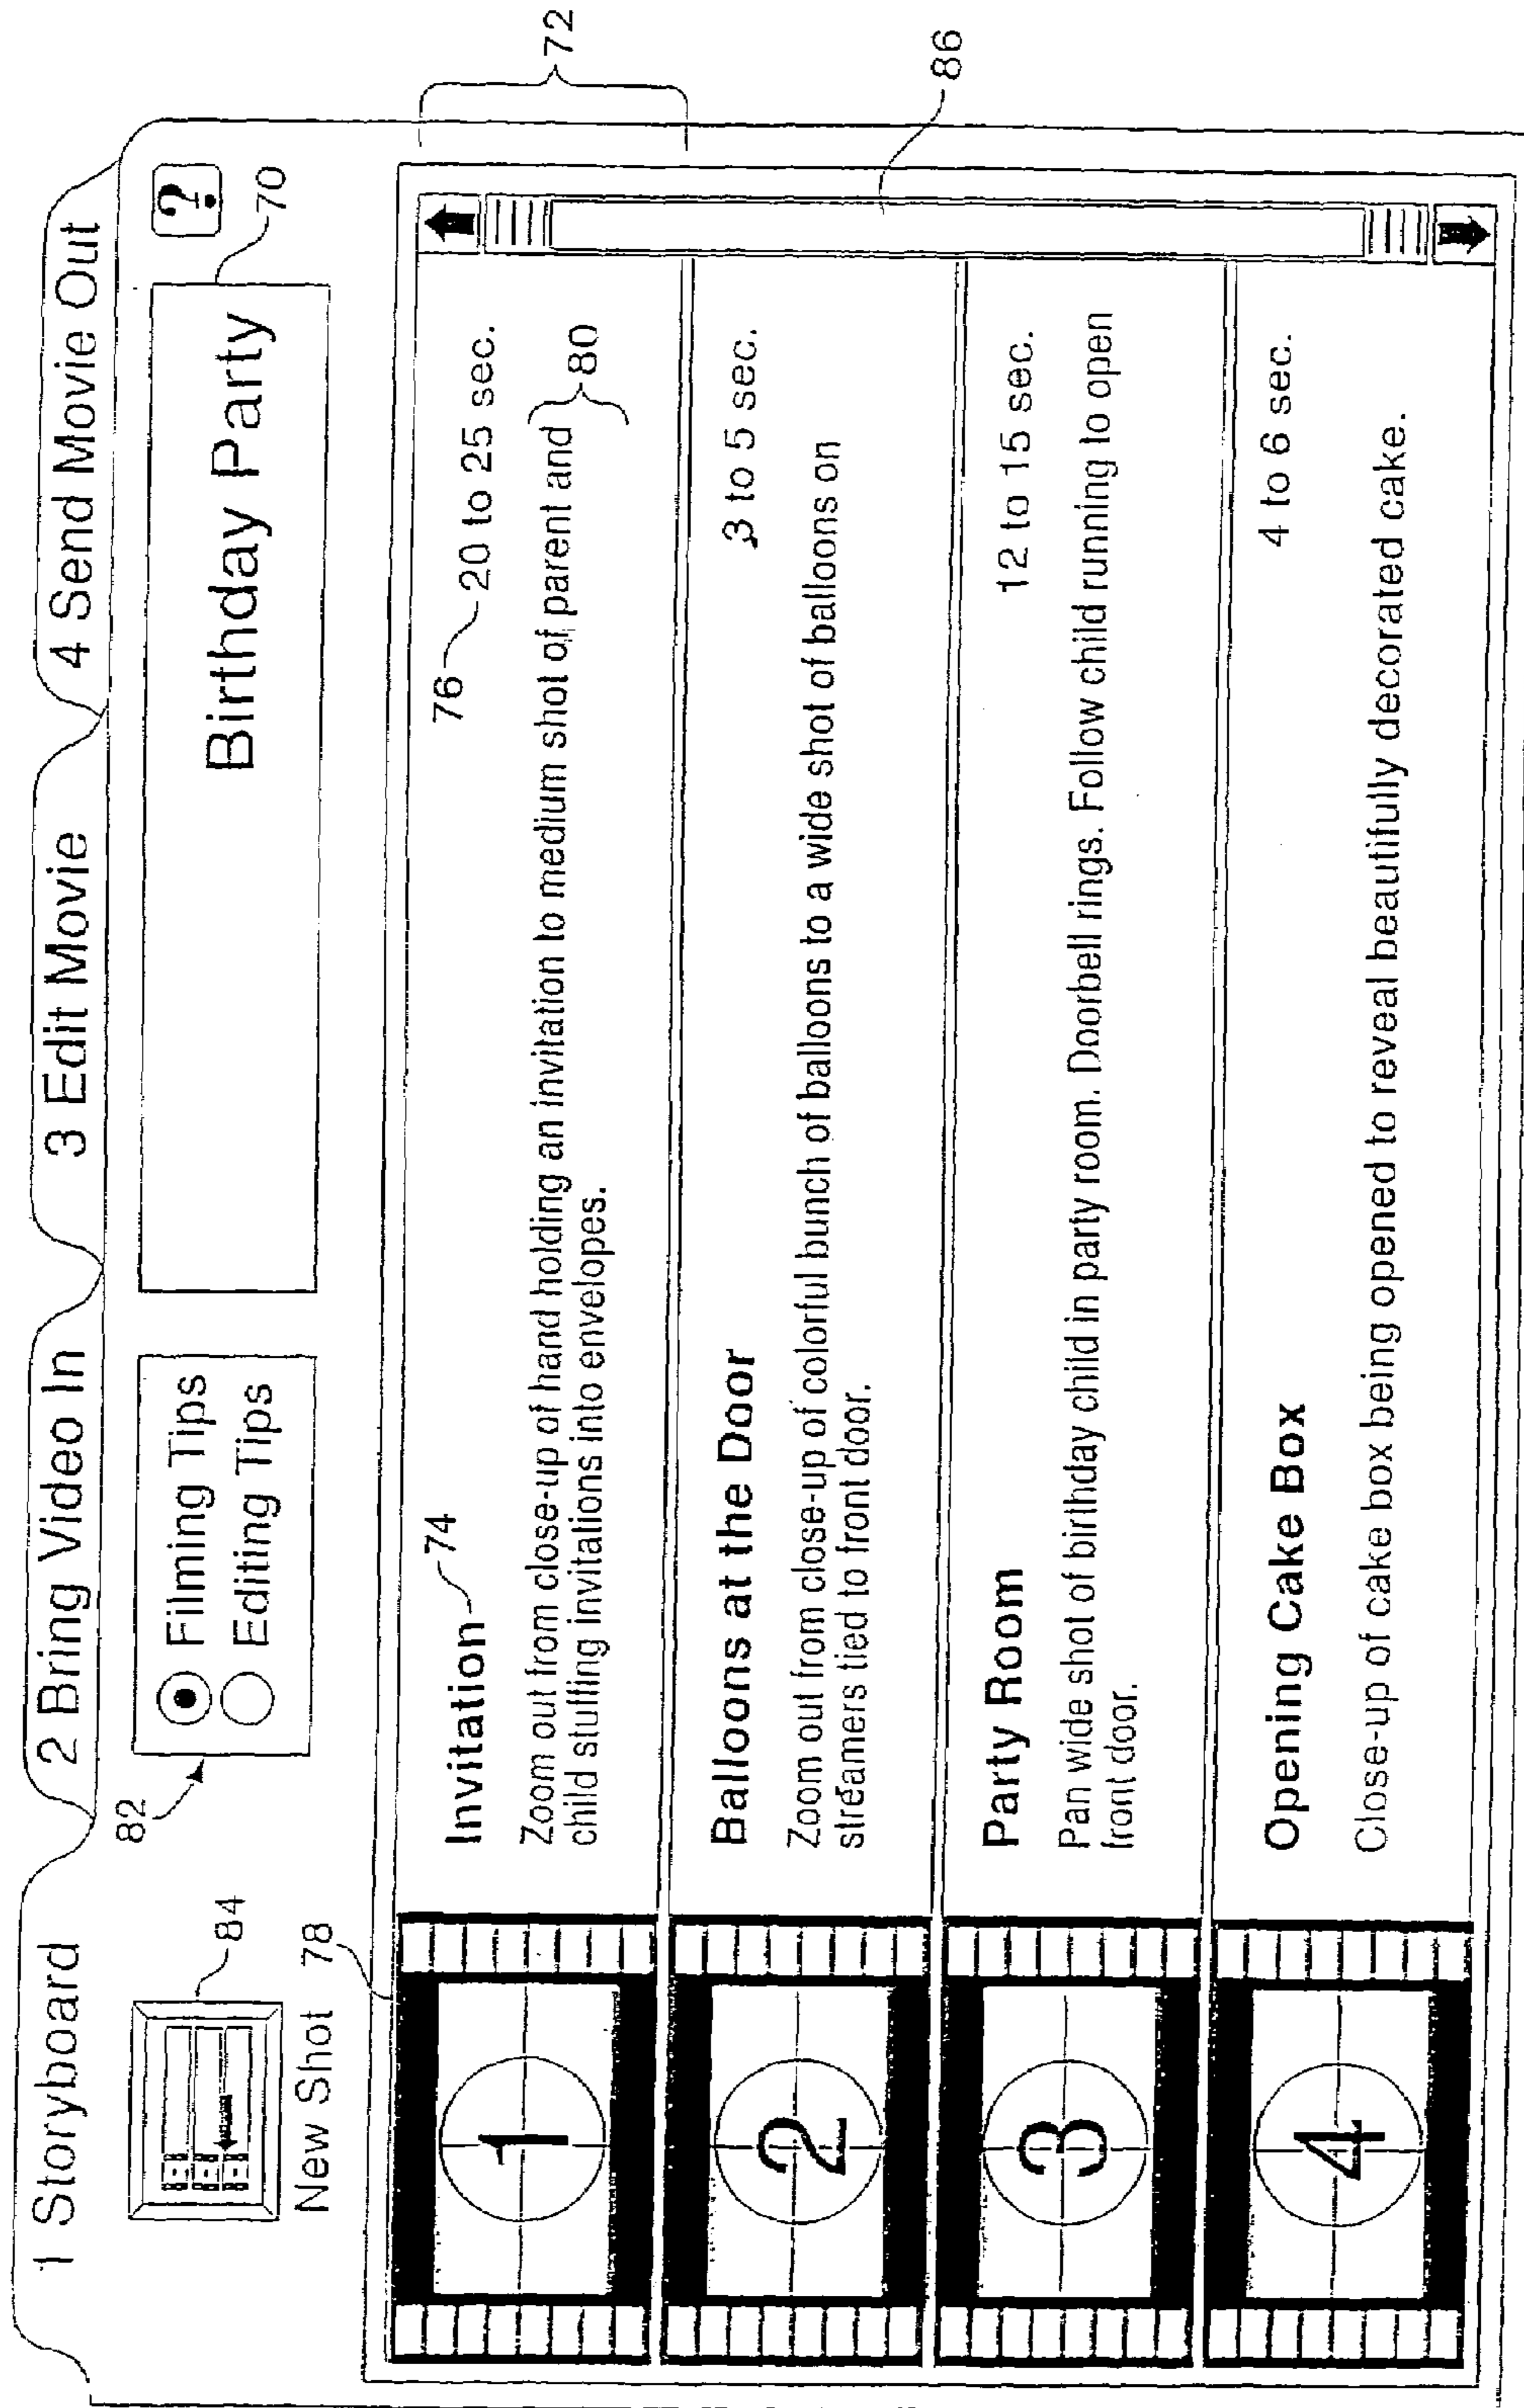 1 Storyboard
2 Bring Video In
3 Edit Movie
4 Send Movie Out
84
New Shot
82
Filming Tips
Editing Tips
Birthday Party
?
70
78
72
1
Invitation 74
76 20 to 25 sec.
Zoom out from close-up of hand holding an invitation to medium shot of parent and
child stuffing invitations into envelopes.
80
2
Balloons at the Door
3 to 5 sec.
Zoom out from close-up of colorful bunch of balloons to a wide shot of balloons on
streamers tied to front door.
86
3
Party Room
12 to 15 sec.
Pan wide shot of birthday child in party room. Doorbell rings. Follow child running to open
front door.
4
Opening Cake Box
4 to 6 sec.
Close-up of cake box being opened to reveal beautifully decorated cake.